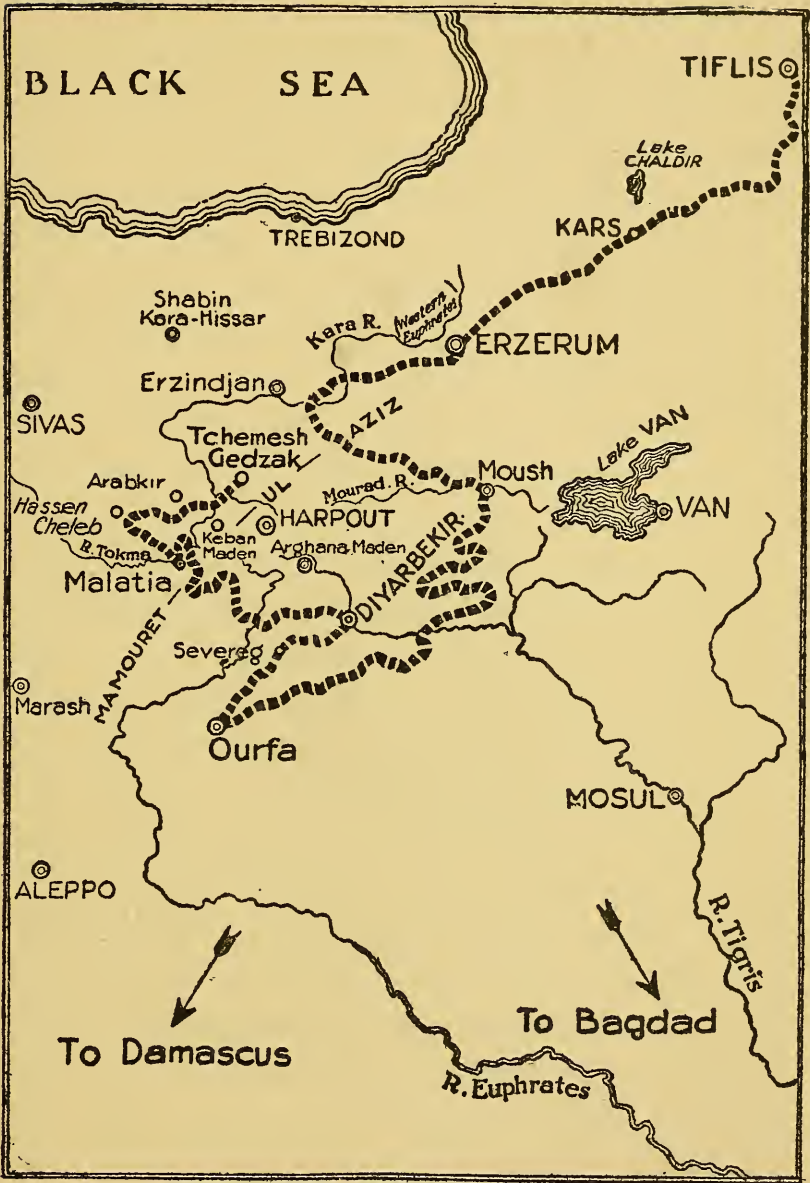 BLACK SEA
TIFLIS
Lake
CHALDIR
KARS
TREBIZOND
Shabin
Kara-Hissar
Kara R.
Western
Euphrates
ERZERUM
Erzindjan
SIVAS
AZIZ
Tchemesh
Gedzak
Lake VAN
Moush
Arabkir
UL
Mourad. R.
VAN
Hassen
Cheleb
HARPOUT
Keban
Maden
R. Tokma
Arghana Maden
Malatia
DIYARBEKIR
MAMOURET
Severeg
Marash
Ourfa
MOSUL
ALEPPO
R. Tigris
To Bagdad
To Damascus
R. Euphrates